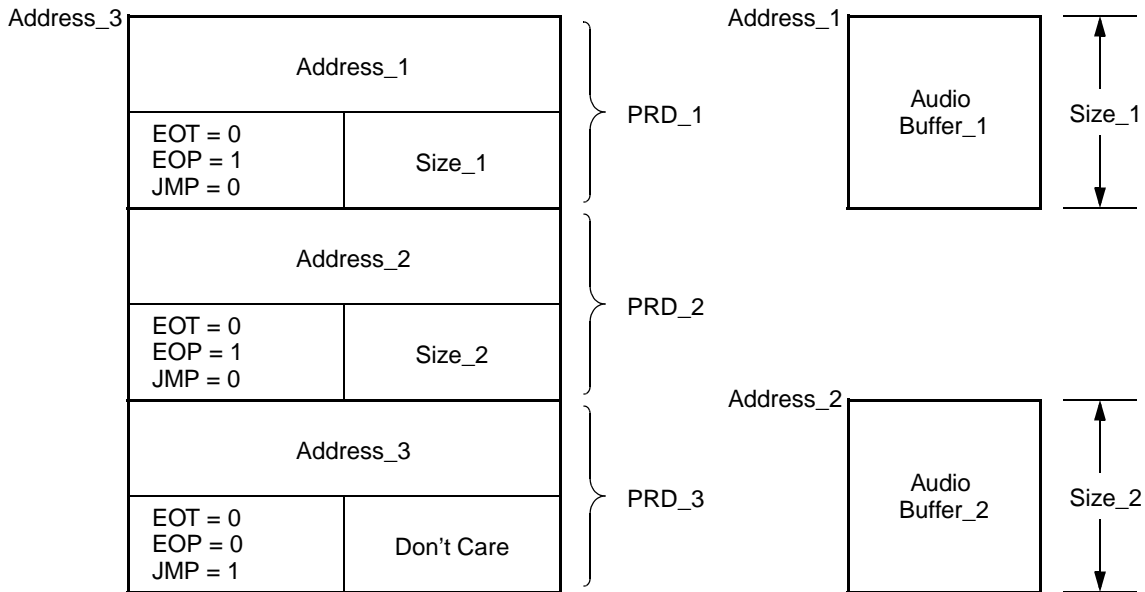 Address_3
Address_1
EOT = 0
EOP = 1
JMP = 0
Size_1
PRD_1
Address_2
EOT = 0
EOP = 1
JMP = 0
Size_2
PRD_2
Address_3
EOT = 0
EOP = 0
JMP = 1
Don't Care
PRD_3
Address_1
Audio
Buffer_1
Size_1
Address_2
Audio
Buffer_2
Size_2